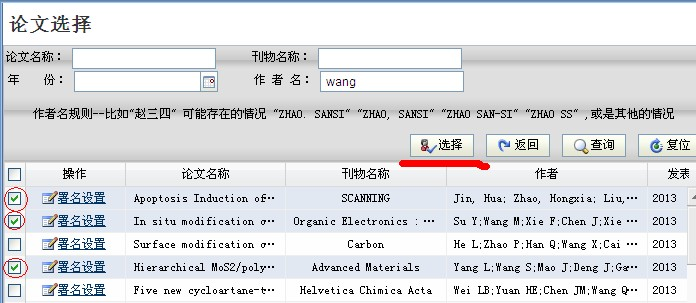 论文选择
论文名称： 刊物名称：
年 份： 作 者 名： wang
作者名规则--比如"赵三四" 可能存在的情况 "ZHAO. SANSI" "ZHAO, SANSI" "ZHAO SAN-SI" "ZHAO SS" ,或是其他的情况
选择 返回 查询 复位
操作 论文名称 刊物名称 作者 发表
署名设置 Apoptosis Induction of… SCANNING Jin, Hua; Zhao, Hongxia; Liu,… 2013
署名设置 In situ modification o… Organic Electronics : … Su Y;Wang M;Xie F;Chen J;Xie … 2013
署名设置 Surface modification o… Carbon He L;Zhao P;Han Q;Wang X;Cai … 2013
署名设置 Hierarchical MoS2/poly… Advanced Materials Yang L;Wang S;Mao J;Deng J;Ga… 2013
署名设置 Five new cycloartane-t… Helvetica Chimica Acta Wei LB;Yuan HE;Chen JM;Wang Q… 2013